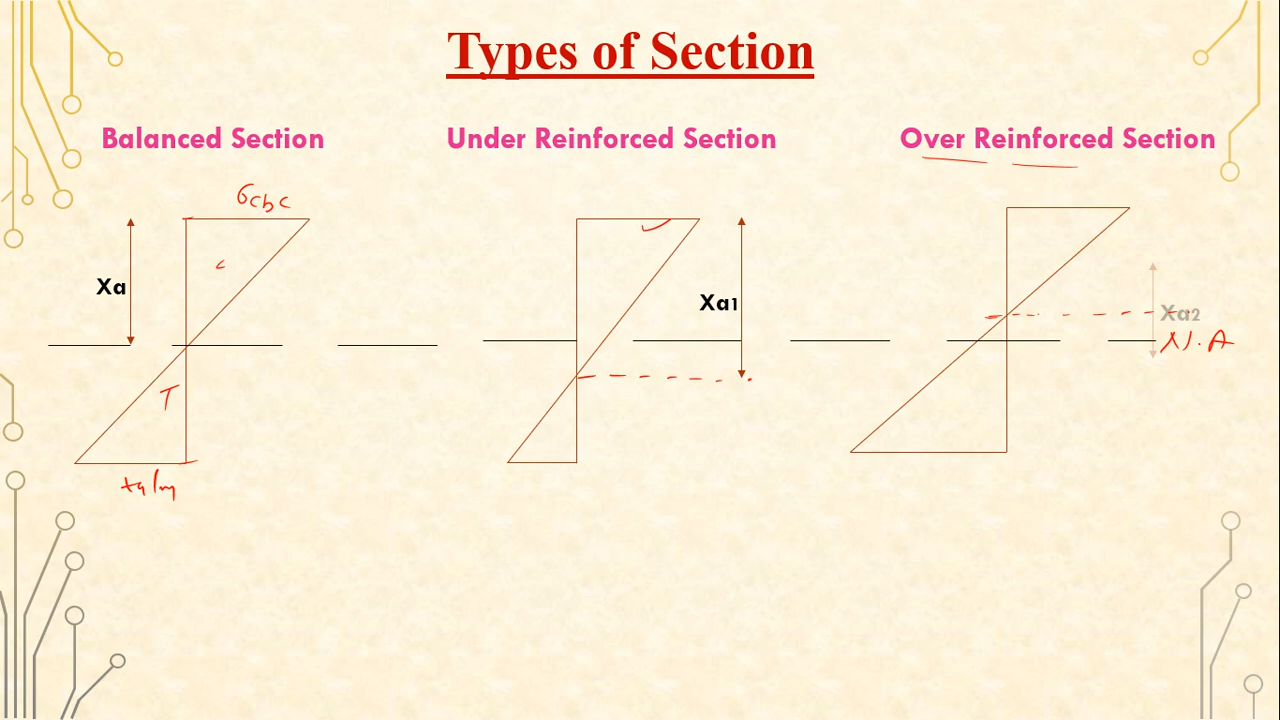 Types of Section
Balanced Section
Under Reinforced Section
Over Reinforced Section
σcbc
c
Xa
Xa1
Xa2
N.A
T